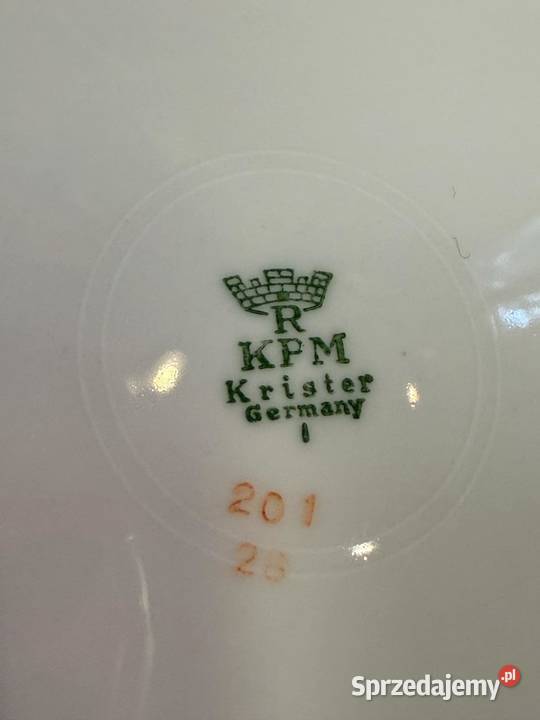 R
KPM
Krister
Germany
201
28
Sprzedajemy.pl